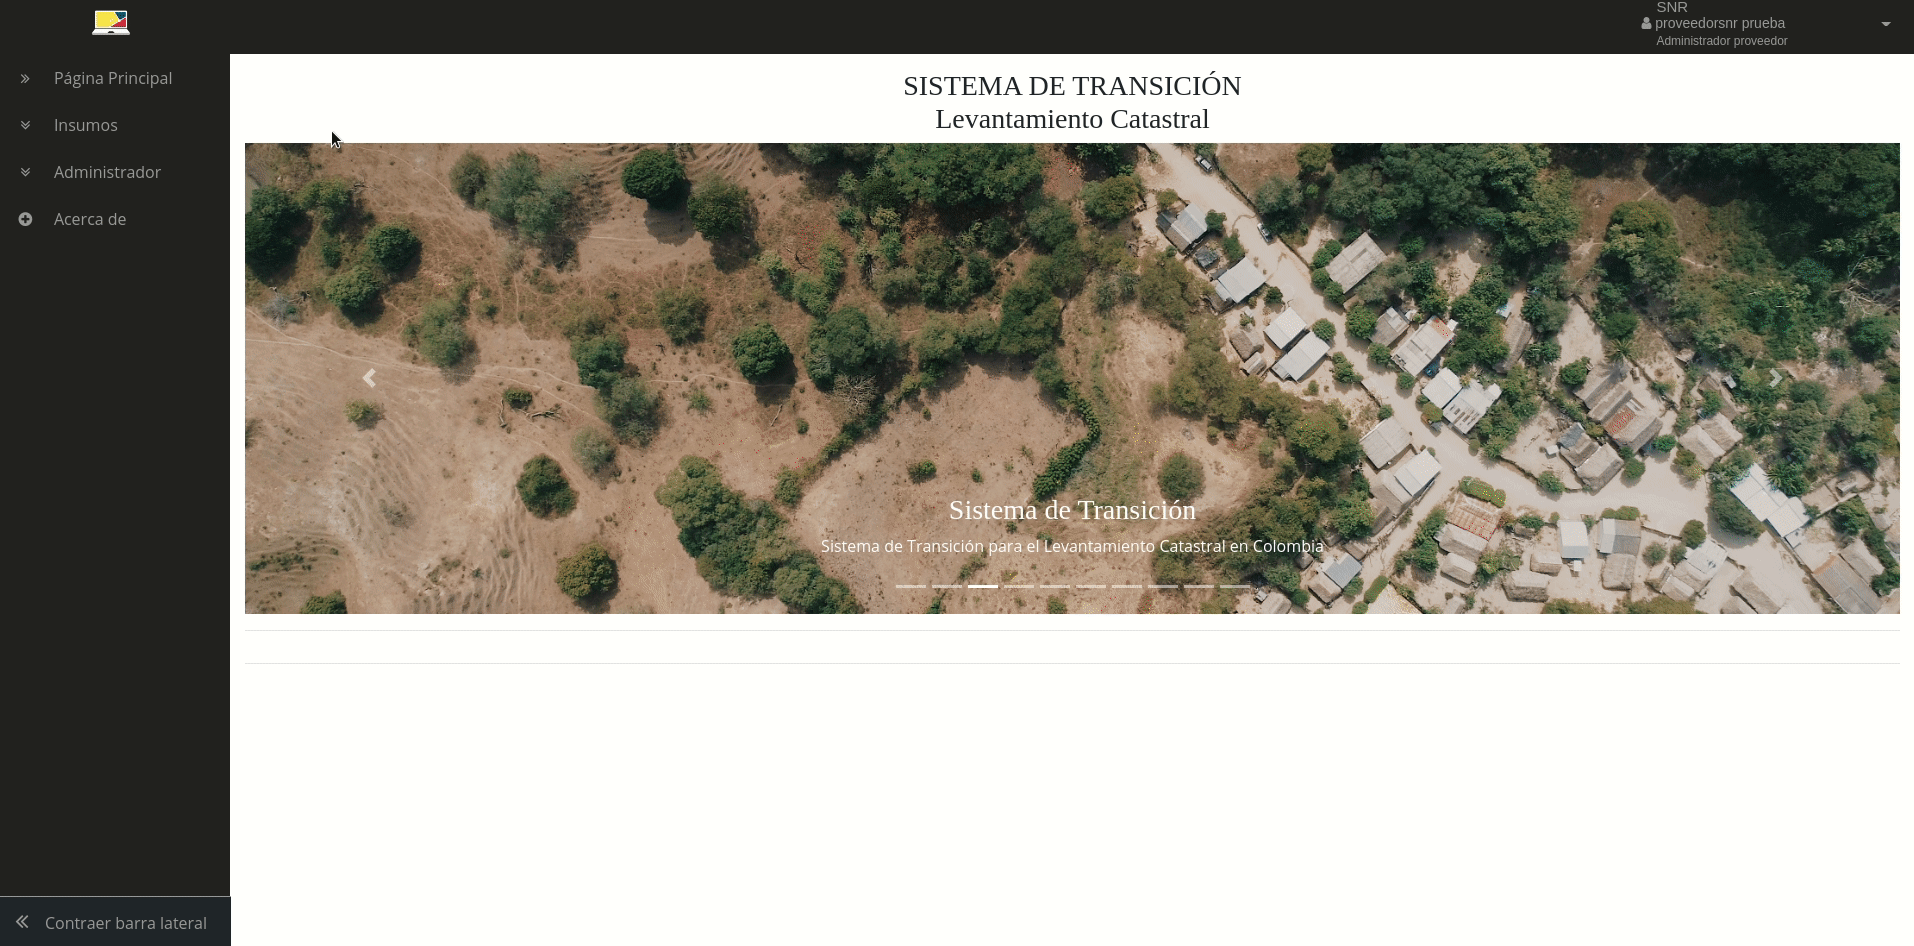 SNR
proveedorsnr prueba
Administrador proveedor
Página Principal
Insumos
Administrador
Acerca de
SISTEMA DE TRANSICIÓN
Levantamiento Catastral
Sistema de Transición
Sistema de Transición para el Levantamiento Catastral en Colombia
Contraer barra lateral